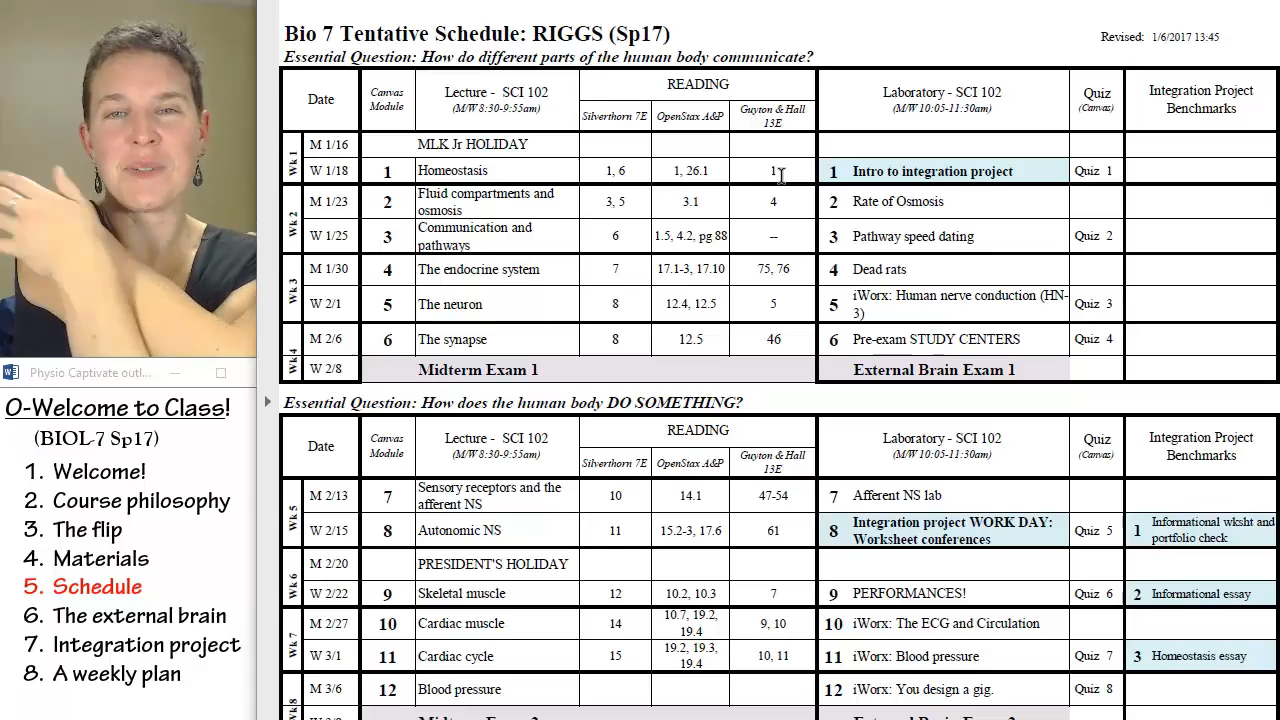 Bio 7 Tentative Schedule: RIGGS (Sp17)
Revised: 1/6/2017 13:45
Essential Question: How do different parts of the human body communicate?
Date Canvas Module Lecture - SCI 102 (M/W 8:30-9:55am) READING Silverthorn 7E OpenStax A&P Guyton & Hall 13E Laboratory - SCI 102 (M/W 10:05-11:30am) Quiz (Canvas) Integration Project Benchmarks
Wk 1
M 1/16 MLK Jr HOLIDAY
W 1/18 1 Homeostasis 1, 6 1, 26.1 1 1 Intro to integration project Quiz 1
Wk 2
M 1/23 2 Fluid compartments and osmosis 3, 5 3.1 4 2 Rate of Osmosis
W 1/25 3 Communication and pathways 6 1.5, 4.2, pg 88 -- 3 Pathway speed dating Quiz 2
Wk 3
M 1/30 4 The endocrine system 7 17.1-3, 17.10 75, 76 4 Dead rats
W 2/1 5 The neuron 8 12.4, 12.5 5 5 iWorx: Human nerve conduction (HN-3) Quiz 3
Wk 4
M 2/6 6 The synapse 8 12.5 46 6 Pre-exam STUDY CENTERS Quiz 4
W 2/8 Midterm Exam 1 External Brain Exam 1
Essential Question: How does the human body DO SOMETHING?
Date Canvas Module Lecture - SCI 102 (M/W 8:30-9:55am) READING Silverthorn 7E OpenStax A&P Guyton & Hall 13E Laboratory - SCI 102 (M/W 10:05-11:30am) Quiz (Canvas) Integration Project Benchmarks
Wk 5
M 2/13 7 Sensory receptors and the afferent NS 10 14.1 47-54 7 Afferent NS lab
W 2/15 8 Autonomic NS 11 15.2-3, 17.6 61 8 Integration project WORK DAY: Worksheet conferences Quiz 5 1 Informational wksht and portfolio check
Wk 6
M 2/20 PRESIDENT'S HOLIDAY
W 2/22 9 Skeletal muscle 12 10.2, 10.3 7 9 PERFORMANCES! Quiz 6 2 Informational essay
Wk 7
M 2/27 10 Cardiac muscle 14 10.7, 19.2, 19.4 9, 10 10 iWorx: The ECG and Circulation
W 3/1 11 Cardiac cycle 15 19.2, 19.3, 19.4 10, 11 11 iWorx: Blood pressure Quiz 7 3 Homeostasis essay
Wk 8
M 3/6 12 Blood pressure 12 iWorx: You design a gig. Quiz 8
Physio Captivate outl...
0-Welcome to Class!
(BIOL-7 Sp17)
1. Welcome!
2. Course philosophy
3. The flip
4. Materials
5. Schedule
6. The external brain
7. Integration project
8. A weekly plan